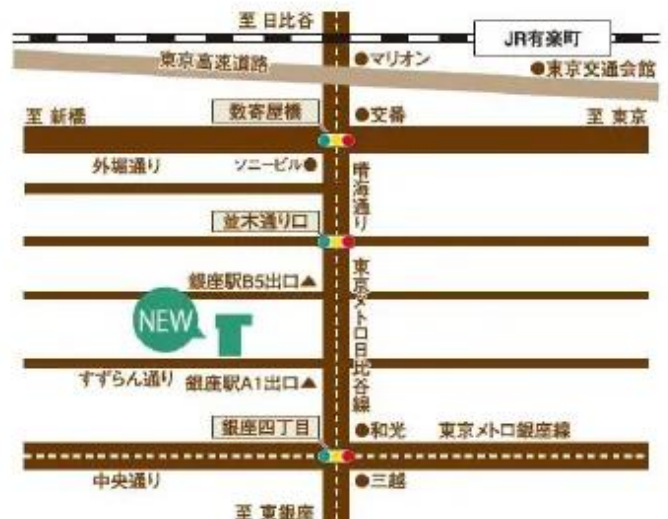 至 日比谷
JR有楽町
東京高速道路
●マリオン
●東京交通会館
至 新橋
数寄屋橋
●交番
至 東京
外堀通り
ソニービル●
晴海通り
並木通り口
銀座駅B5出口▲
東京メトロ日比谷線
NEW
すずらん通り
銀座駅A1出口▲
銀座四丁目
●和光
東京メトロ銀座線
中央通り
●三越
至 東銀座